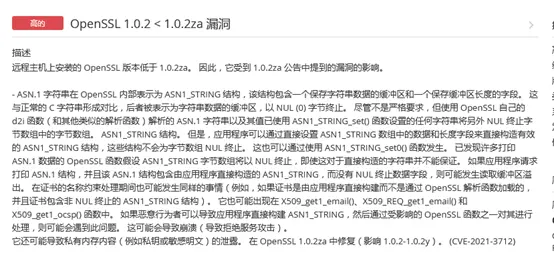 高的 OpenSSL 1.0.2 < 1.0.2za 漏洞
描述
远程主机上安装的 OpenSSL 版本低于 1.0.2za。 因此，它受到 1.0.2za 公告中提到的漏洞的影响。
- ASN.1 字符串在 OpenSSL 内部表示为 ASN1_STRING 结构，该结构包含一个保存字符串数据的缓冲区和一个保存缓冲区长度的字段。 这
与正常的 C 字符串形成对比，后者被表示为字符串数据的缓冲区，以 NUL (0) 字节终止。 尽管不是严格要求，但使用 OpenSSL 自己的
d2i 函数（和其他类似的解析函数）解析的 ASN.1 字符串以及其值已使用 ASN1_STRING_set() 函数设置的任何字符串将另外 NUL 终止字
节数组中的字节数组。 ASN1_STRING 结构。 但是，应用程序可以通过直接设置 ASN1_STRING 数组中的数据和长度字段来直接构造有效
的 ASN1_STRING 结构，这些结构不会为字节数组 NUL 终止。 这也可以通过使用 ASN1_STRING_set0() 函数发生。 已发现许多打印
ASN.1 数据的 OpenSSL 函数假设 ASN1_STRING 字节数组将以 NUL 终止，即使这对于直接构造的字符串并不能保证。 如果应用程序请求
打印 ASN.1 结构，并且该 ASN.1 结构包含由应用程序直接构造的 ASN1_STRING，而没有 NUL 终止数据字段，则可能发生读取缓冲区溢
出。 在证书的名称约束处理期间也可能发生同样的事情（例如，如果证书是由应用程序直接构建而不是通过 OpenSSL 解析函数加载的，
并且证书包含非 NUL 终止的 ASN1_STRING 结构）。 它也可能出现在 X509_get1_email()、X509_REQ_get1_email() 和
X509_get1_ocsp() 函数中。 如果恶意行为者可以导致应用程序直接构建 ASN1_STRING，然后通过受影响的 OpenSSL 函数之一对其进行
处理，则可能会遇到此问题。 这可能会导致崩溃（导致拒绝服务攻击）。
它还可能导致私有内存内容（例如私钥或敏感明文）的泄露。 在 OpenSSL 1.0.2za 中修复（影响 1.0.2-1.0.2y）。 (CVE-2021-3712)